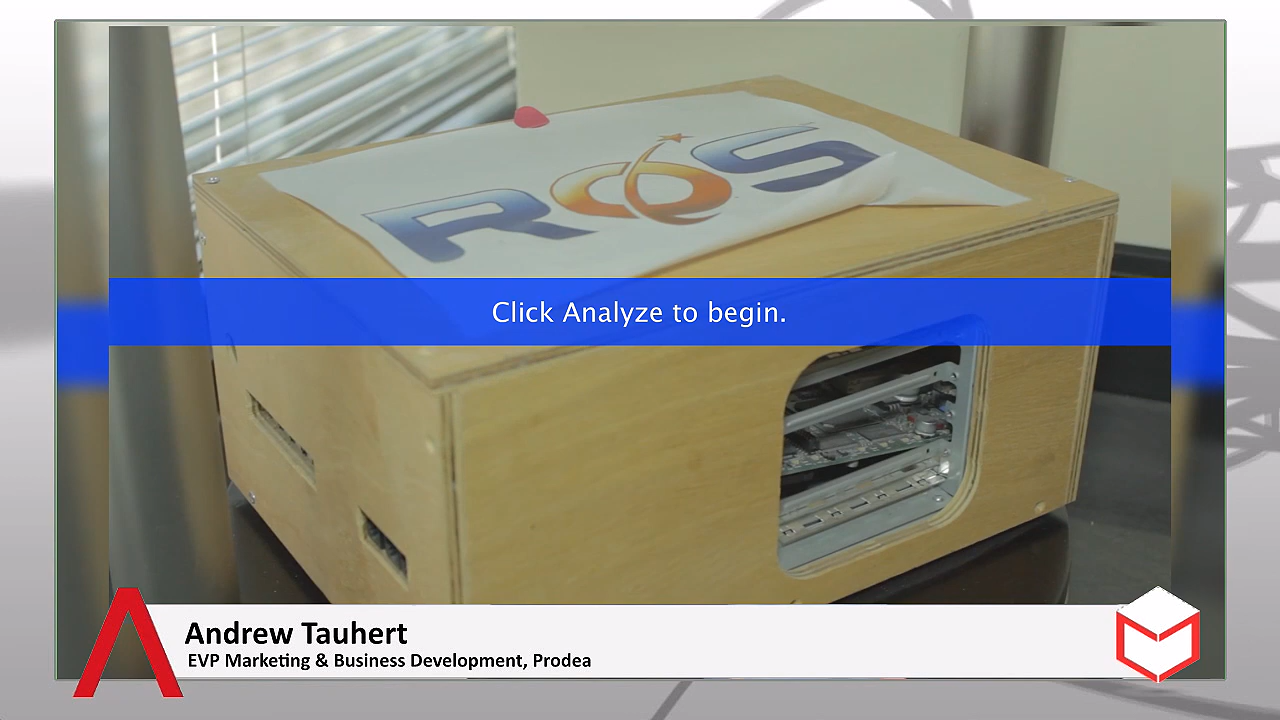 ROS
Click Analyze to begin.
Andrew Tauhert
EVP Marketing & Business Development, Prodea